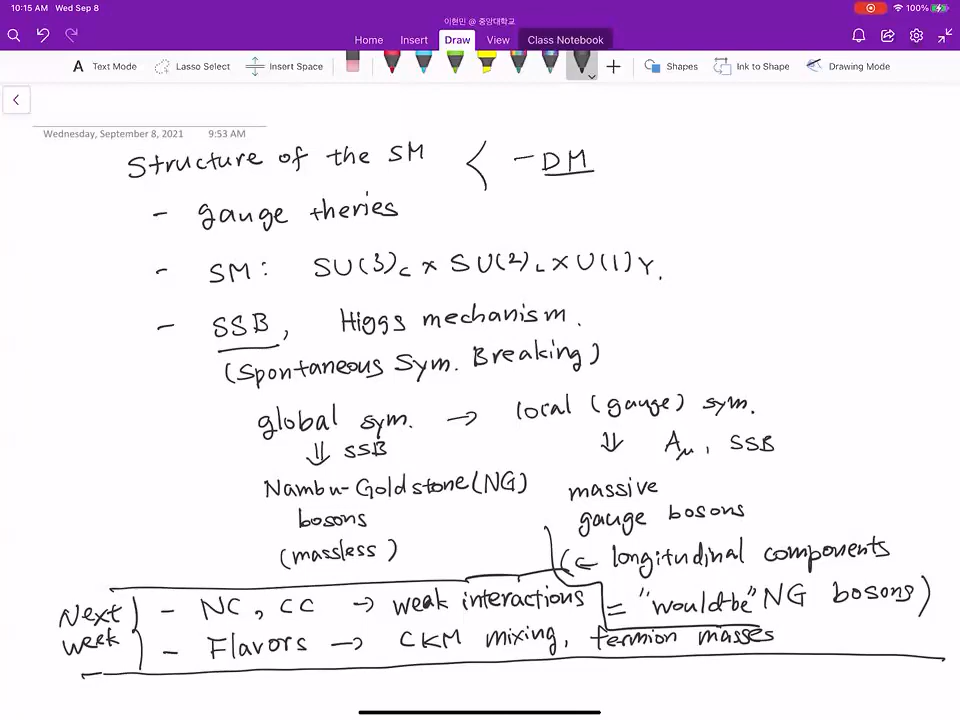 10:15 AM Wed Sep 8
100%
이현민 @ 중앙대학교
Home Insert Draw View Class Notebook
Text Mode Lasso Select Insert Space Shapes Ink to Shape Drawing Mode
Wednesday, September 8, 2021 9:53 AM
Structure of the SM < - DM
- gauge theries
- SM: SU(3)c × SU(2)L × U(1)Y.
- SSB, Higgs mechanism.
(Spontaneous Sym. Breaking)
global sym. → local (gauge) sym.
⇓ SSB ⇓ Aμ, SSB
Nambu-Goldstone(NG) massive
bosons gauge bosons
(massless) (← longitudinal components
= "would-be" NG bosons)
Next week
- NC, CC → weak interactions
- Flavors → CKM mixing, fermion masses